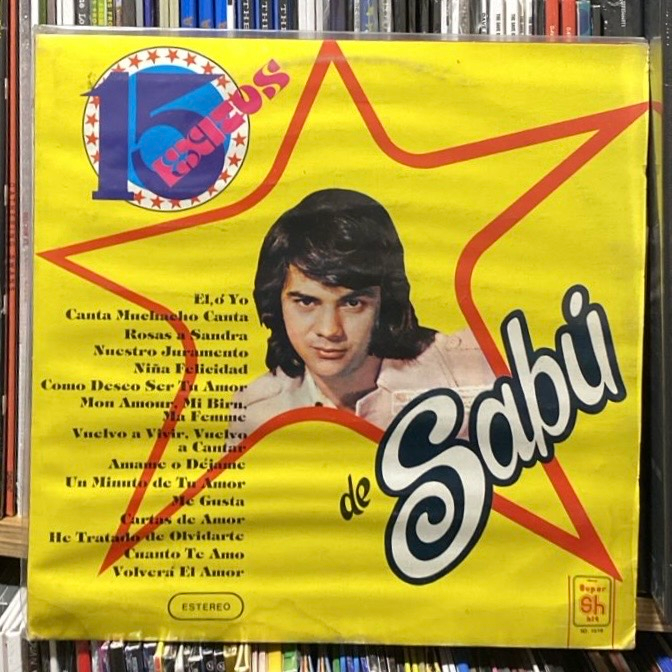 15
EXITOS
El, ó Yo
Canta Muchacho Canta
Rosas a Sandra
Nuestro Juramento
Niña Felicidad
Como Deseo Ser Tu Amor
Mon Amour, Mi Bien,
Ma Femme
Vuelvo a Vivir, Vuelvo
a Cantar
Amame o Déjame
Un Minuto de Tu Amor
Me Gusta
Cartas de Amor
He Tratado de Olvidarte
Cuanto Te Amo
Volverá El Amor
de Sabú
ESTEREO
Super
Sh
hit